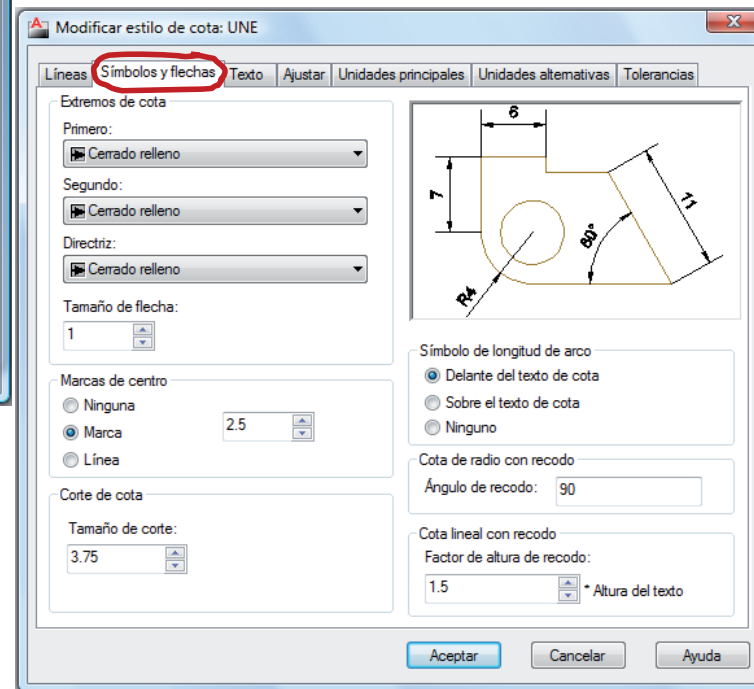 Modificar estilo de cota: UNE
Líneas Símbolos y flechas Texto Ajustar Unidades principales Unidades alternativas Tolerancias
Extremos de cota
Primero:
Cerrado relleno
Segundo:
Cerrado relleno
Directriz:
Cerrado relleno
Tamaño de flecha:
1
Marcas de centro
Ninguna
Marca
2.5
Línea
Corte de cota
Tamaño de corte:
3.75
6
7
11
60°
R4
Símbolo de longitud de arco
Delante del texto de cota
Sobre el texto de cota
Ninguno
Cota de radio con recodo
Ángulo de recodo: 90
Cota lineal con recodo
Factor de altura de recodo:
1.5 * Altura del texto
Aceptar Cancelar Ayuda